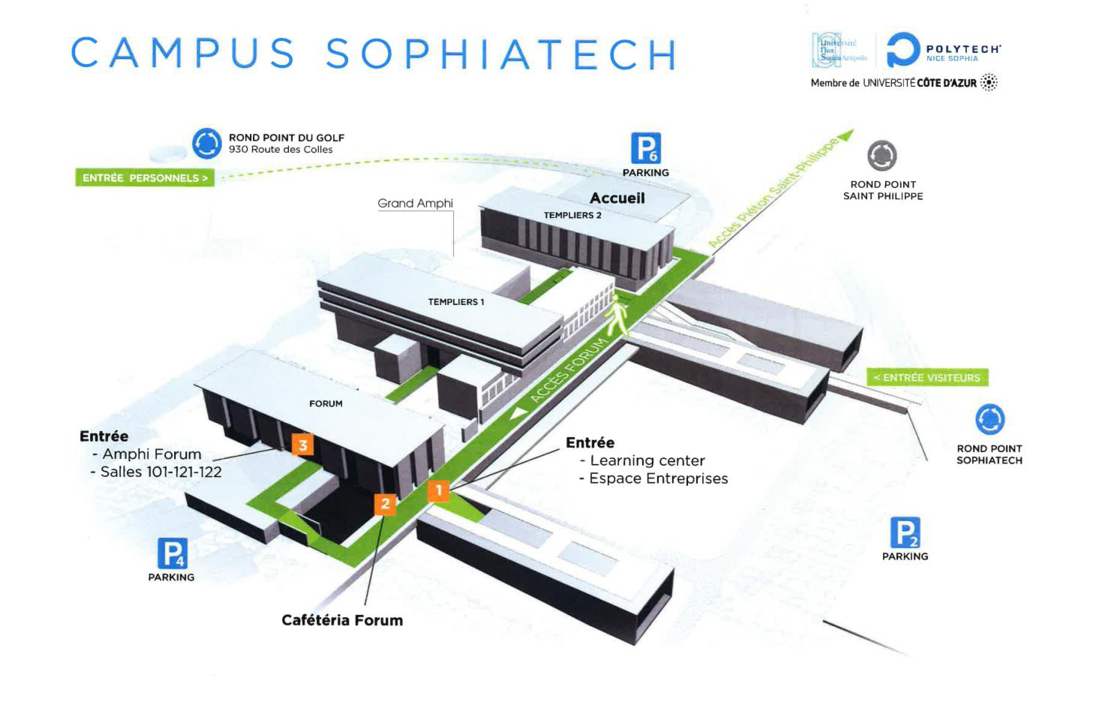 CAMPUS SOPHIATECH
Université
Nice
Sophia Antipolis
POLYTECH
NICE SOPHIA
Membre de UNIVERSITÉ CÔTE D'AZUR
ROND POINT DU GOLF
930 Route des Colles
ENTRÉE PERSONNELS >
P6
PARKING
Accès Piéton Saint-Philippe
ROND POINT
SAINT PHILIPPE
Accueil
TEMPLIERS 2
Grand Amphi
TEMPLIERS 1
ACCÈS FORUM
< ENTRÉE VISITEURS
ROND POINT
SOPHIATECH
FORUM
3
Entrée
- Amphi Forum
- Salles 101-121-122
Entrée
- Learning center
- Espace Entreprises
1
2
P4
PARKING
P2
PARKING
Cafétéria Forum